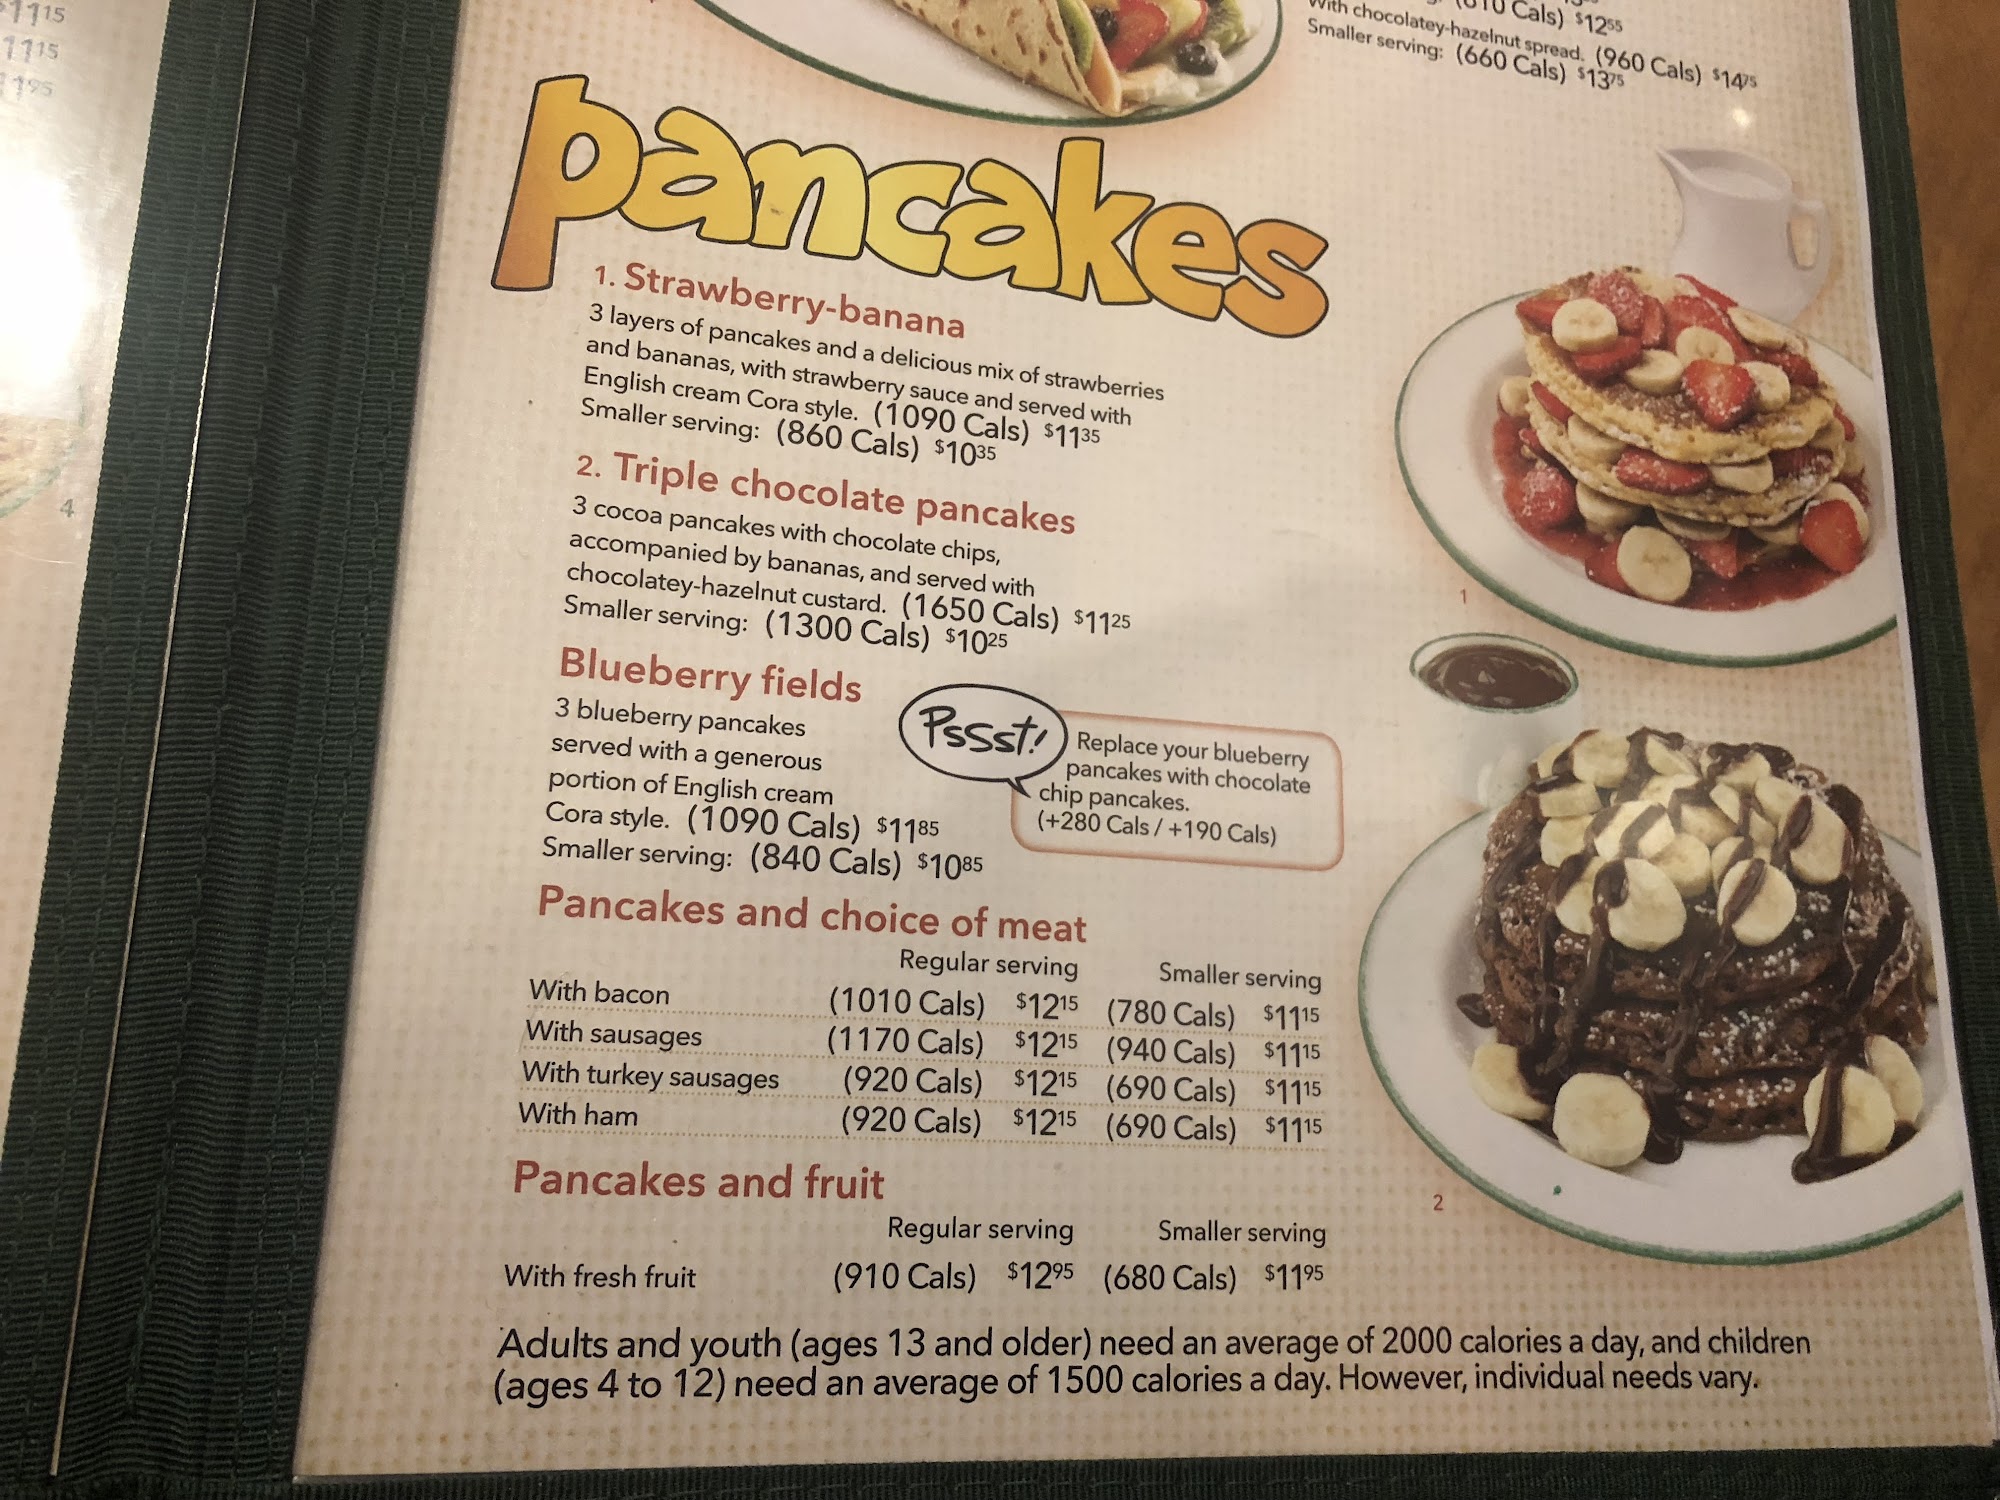 $1115
1115
1195
4
10 Cals) $1255
With chocolatey-hazelnut spread. (960 Cals) $1475
Smaller serving: (660 Cals) $1375
pancakes
1. Strawberry-banana
3 layers of pancakes and a delicious mix of strawberries
and bananas, with strawberry sauce and served with
English cream Cora style. (1090 Cals) $1135
Smaller serving: (860 Cals) $1035
2. Triple chocolate pancakes
3 cocoa pancakes with chocolate chips,
accompanied by bananas, and served with
chocolatey-hazelnut custard. (1650 Cals) $1125
Smaller serving: (1300 Cals) $1025
Blueberry fields
3 blueberry pancakes
served with a generous
portion of English cream
Cora style. (1090 Cals) $1185
Smaller serving: (840 Cals) $1085
Pssst!
Replace your blueberry
pancakes with chocolate
chip pancakes.
(+280 Cals / +190 Cals)
Pancakes and choice of meat
Regular serving Smaller serving
With bacon (1010 Cals) $1215 (780 Cals) $1115
With sausages (1170 Cals) $1215 (940 Cals) $1115
With turkey sausages (920 Cals) $1215 (690 Cals) $1115
With ham (920 Cals) $1215 (690 Cals) $1115
Pancakes and fruit
Regular serving Smaller serving
With fresh fruit (910 Cals) $1295 (680 Cals) $1195
Adults and youth (ages 13 and older) need an average of 2000 calories a day, and children
(ages 4 to 12) need an average of 1500 calories a day. However, individual needs vary.
1
2